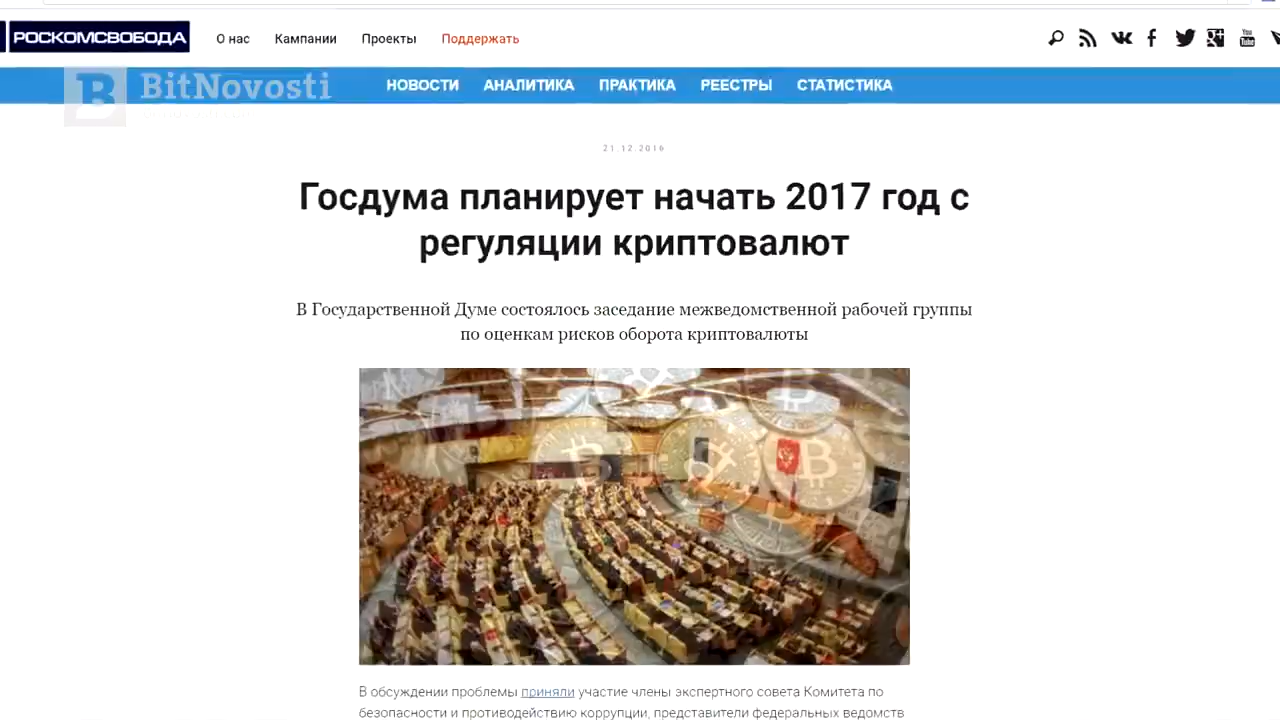 РОСКОМСВОБОДА
О нас Кампании Проекты Поддержать
BitNovosti
НОВОСТИ АНАЛИТИКА ПРАКТИКА РЕЕСТРЫ СТАТИСТИКА
21.12.2016
Госдума планирует начать 2017 год с
регуляции криптовалют
В Государственной Думе состоялось заседание межведомственной рабочей группы
по оценкам рисков оборота криптовалюты
В обсуждении проблемы приняли участие члены экспертного совета Комитета по
безопасности и противодействию коррупции, представители федеральных ведомств